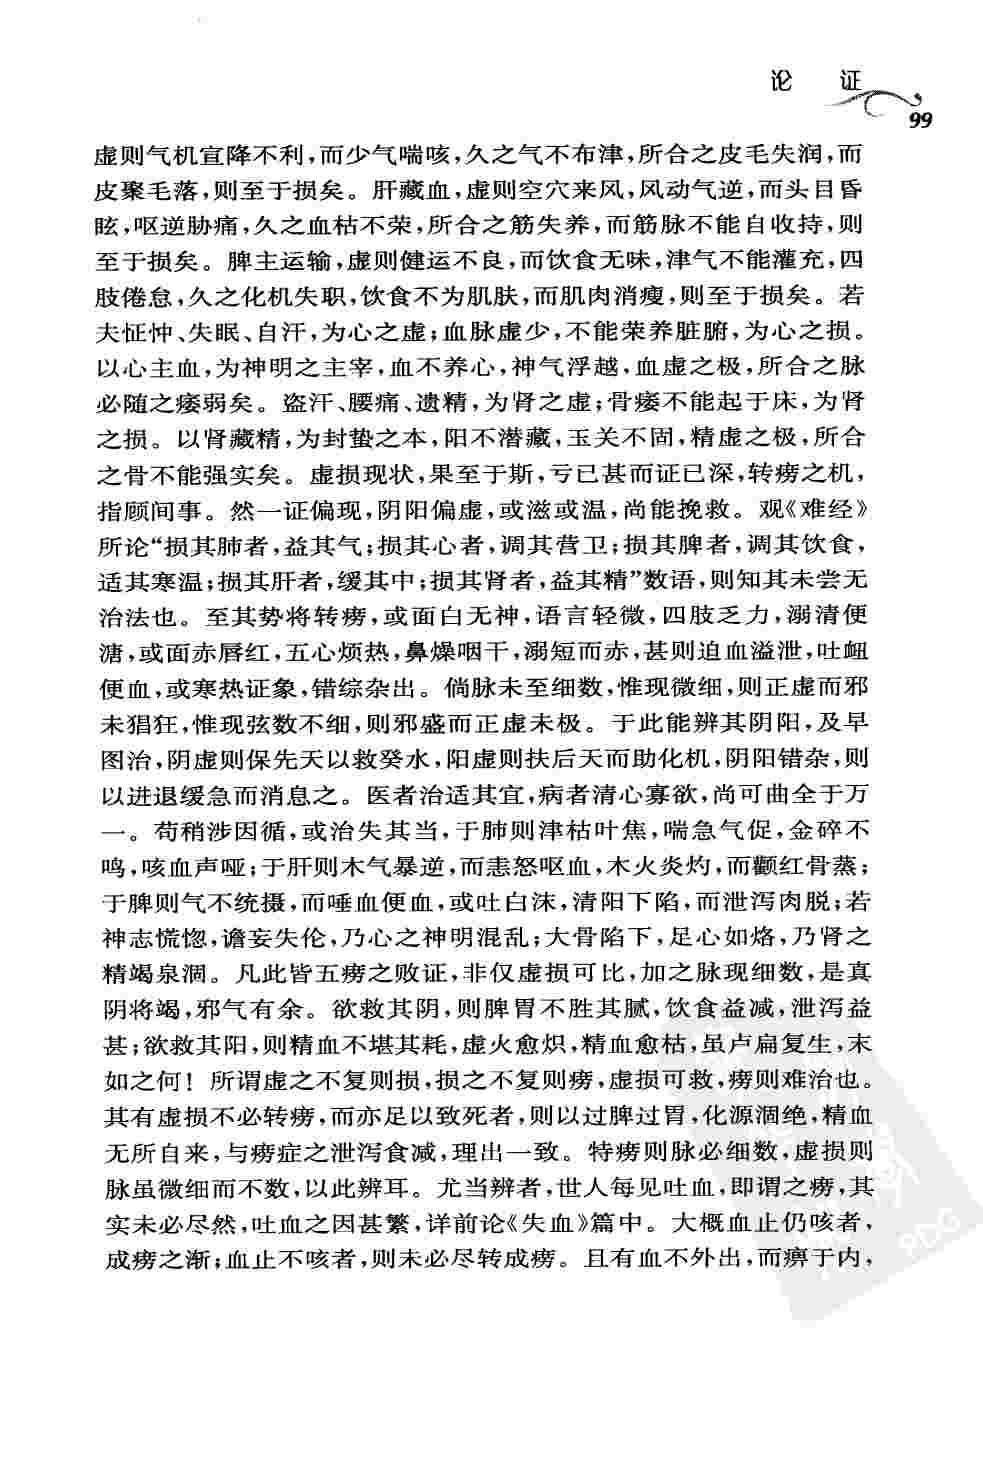 论 证
99
虚则气机宣降不利,而少气喘咳,久之气不布津,所合之皮毛失润,而
皮聚毛落,则至于损矣。肝藏血,虚则空穴来风,风动气逆,而头目昏
眩,呕逆胁痛,久之血枯不荣,所合之筋失养,而筋脉不能自收持,则
至于损矣。脾主运输,虚则健运不良,而饮食无味,津气不能灌充,四
肢倦怠,久之化机失职,饮食不为肌肤,而肌肉消瘦,则至于损矣。若
夫怔忡、失眠、自汗,为心之虚;血脉虚少,不能荣养脏腑,为心之损。
以心主血,为神明之主宰,血不养心,神气浮越,血虚之极,所合之脉
必随之痿弱矣。盗汗、腰痛、遗精,为肾之虚;骨痿不能起于床,为肾
之损。以肾藏精,为封蛰之本,阳不潜藏,玉关不固,精虚之极,所合
之骨不能强实矣。虚损现状,果至于斯,亏已甚而证已深,转痨之机,
指顾间事。然一证偏现,阴阳偏虚,或滋或温,尚能挽救。观《难经》
所论“损其肺者,益其气;损其心者,调其营卫;损其脾者,调其饮食,
适其寒温;损其肝者,缓其中;损其肾者,益其精”数语,则知其未尝无
治法也。至其势将转痨,或面白无神,语言轻微,四肢乏力,溺清便
溏,或面赤唇红,五心烦热,鼻燥咽干,溺短而赤,甚则迫血溢泄,吐衄
便血,或寒热证象,错综杂出。倘脉未至细数,惟现微细,则正虚而邪
未猖狂,惟现弦数不细,则邪盛而正虚未极。于此能辨其阴阳,及早
图治,阴虚则保先天以救癸水,阳虚则扶后天而助化机,阴阳错杂,则
以进退缓急而消息之。医者治适其宜,病者清心寡欲,尚可曲全于万
一。苟稍涉因循,或治失其当,于肺则津枯叶焦,喘急气促,金碎不
鸣,咳血声哑;于肝则木气暴逆,而恚怒呕血,木火炎灼,而颧红骨蒸;
于脾则气不统摄,而唾血便血,或吐白沫,清阳下陷,而泄泻肉脱;若
神志慌惚,谵妄失伦,乃心之神明混乱;大骨陷下,足心如烙,乃肾之
精竭泉涸。凡此皆五痨之败证,非仅虚损可比,加之脉现细数,是真
阴将竭,邪气有余。欲救其阴,则脾胃不胜其腻,饮食益减,泄泻益
甚;欲救其阳,则精血不堪其耗,虚火愈炽,精血愈枯,虽卢扁复生,末
如之何！所谓虚之不复则损,损之不复则痨,虚损可救,痨则难治也。
其有虚损不必转痨,而亦足以致死者,则以过脾过胃,化源涸绝,精血
无所自来,与痨症之泄泻食减,理出一致。特痨则脉必细数,虚损则
脉虽微细而不数,以此辨耳。尤当辨者,世人每见吐血,即谓之痨,其
实未必尽然,吐血之因甚繁,详前论《失血》篇中。大概血止仍咳者,
成痨之渐;血止不咳者,则未必尽转成痨。且有血不外出,而痹于内,
PDG